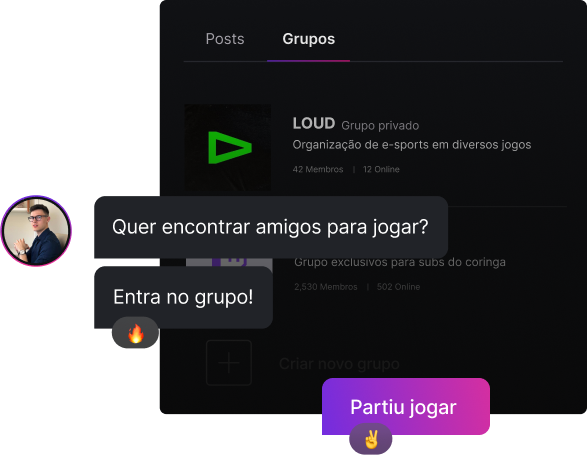 Posts
Grupos
LOUD Grupo privado
Organização de e-sports em diversos jogos
42 Membros | 12 Online
Quer encontrar amigos para jogar?
Grupo exclusivos para subs do coringa
2,530 Membros | 502 Online
Entra no grupo!
Criar novo grupo
Partiu jogar